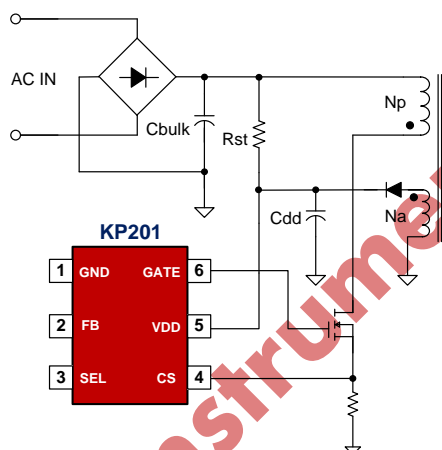 AC IN
Cbulk
Rst
Np
Cdd
Na
KP201
1 GND GATE 6
2 FB VDD 5
3 SEL CS 4